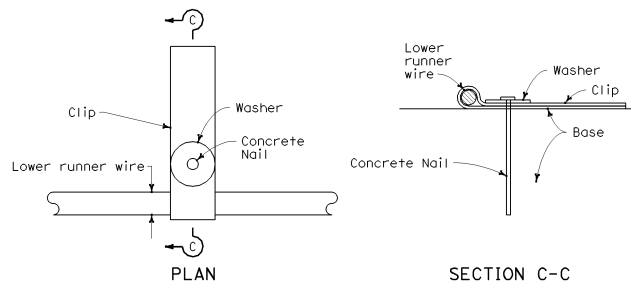 C
Clip
Washer
Concrete
Nail
Lower runner wire
C
PLAN
Lower
runner
wire
Washer
Clip
Base
Concrete Nail
SECTION C-C